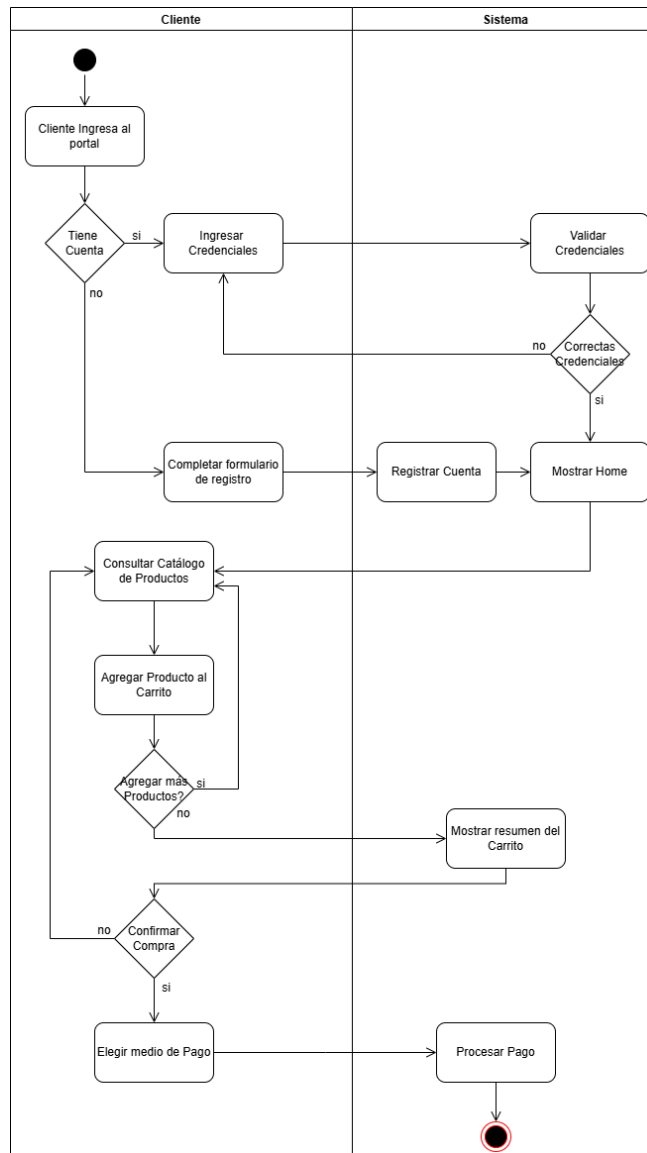 Cliente
Sistema
Cliente Ingresa al
portal
Tiene
Cuenta
si
Ingresar
Credenciales
Validar
Credenciales
no
no
Correctas
Credenciales
si
Completar formulario
de registro
Registrar Cuenta
Mostrar Home
Consultar Catálogo
de Productos
Agregar Producto al
Carrito
Agregar más
Productos?
si
no
Mostrar resumen del
Carrito
no
Confirmar
Compra
si
Elegir medio de Pago
Procesar Pago